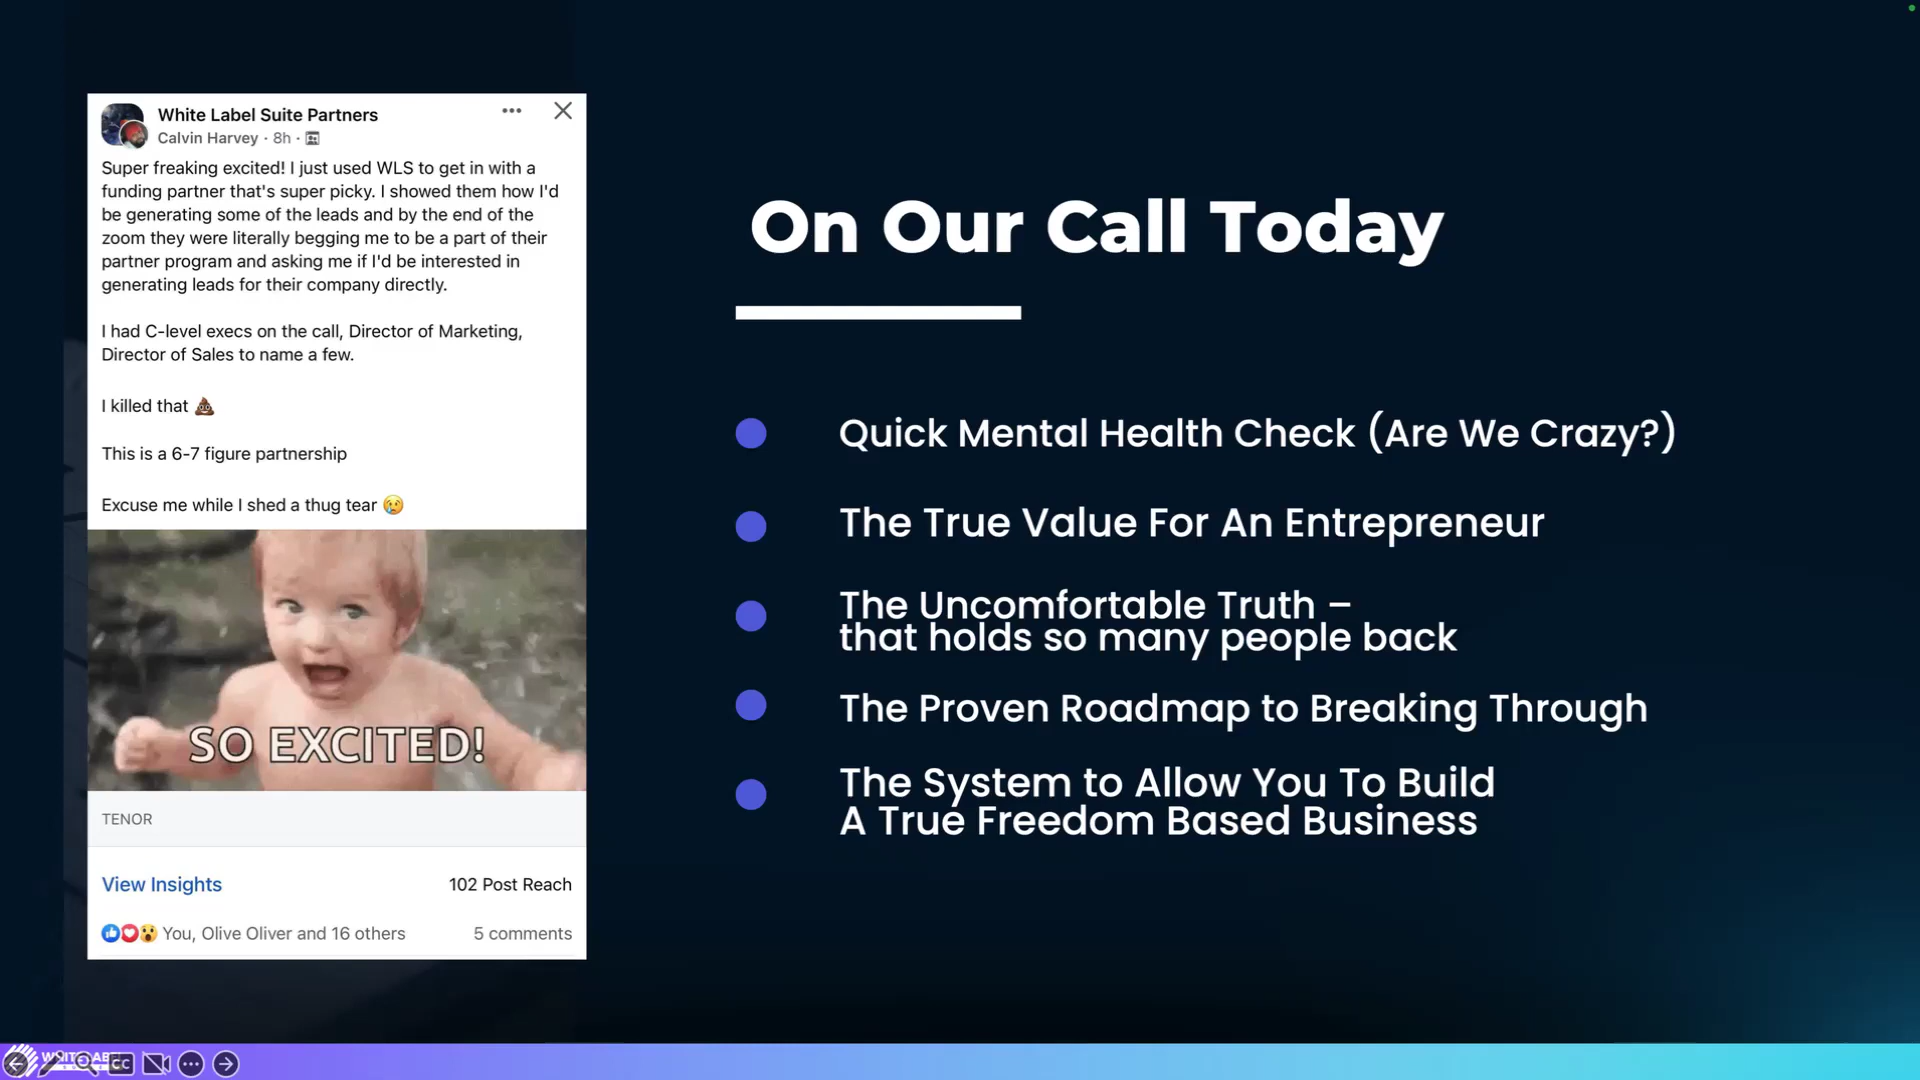 White Label Suite Partners
Calvin Harvey · 8h ·
Super freaking excited! I just used WLS to get in with a
funding partner that's super picky. I showed them how I'd
be generating some of the leads and by the end of the
zoom they were literally begging me to be a part of their
partner program and asking me if I'd be interested in
generating leads for their company directly.
I had C-level execs on the call, Director of Marketing,
Director of Sales to name a few.
I killed that 💩
This is a 6-7 figure partnership
Excuse me while I shed a thug tear 😢
SO EXCITED!
TENOR
View Insights
102 Post Reach
You, Olive Oliver and 16 others
5 comments
On Our Call Today
Quick Mental Health Check (Are We Crazy?)
The True Value For An Entrepreneur
The Uncomfortable Truth –
that holds so many people back
The Proven Roadmap to Breaking Through
The System to Allow You To Build
A True Freedom Based Business
CC